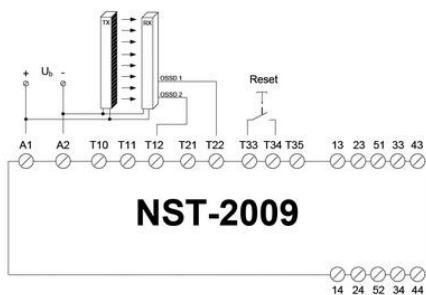 TX RX
+ Ub -
OSSD 1
OSSD 2
Reset
A1 A2 T10 T11 T12 T21 T22 T33 T34 T35 13 23 51 33 43
NST-2009
14 24 52 34 44